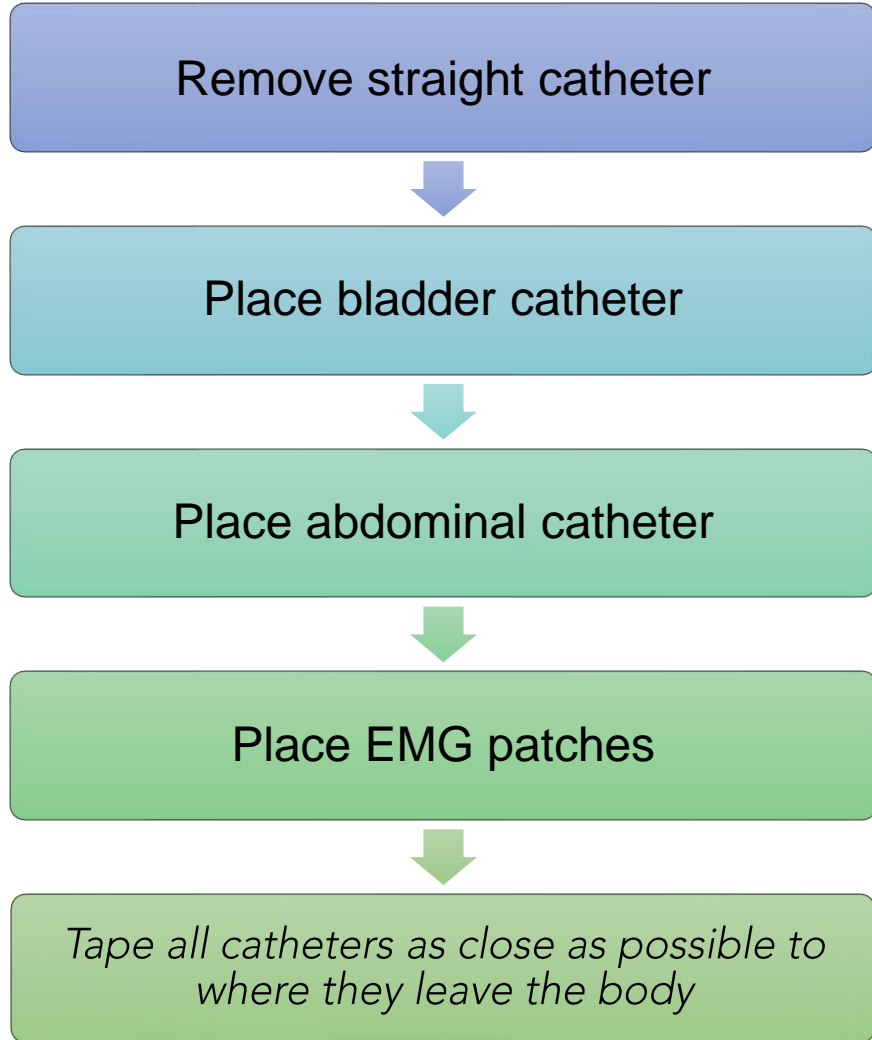 Remove straight catheter
Place bladder catheter
Place abdominal catheter
Place EMG patches
Tape all catheters as close as possible to
where they leave the body